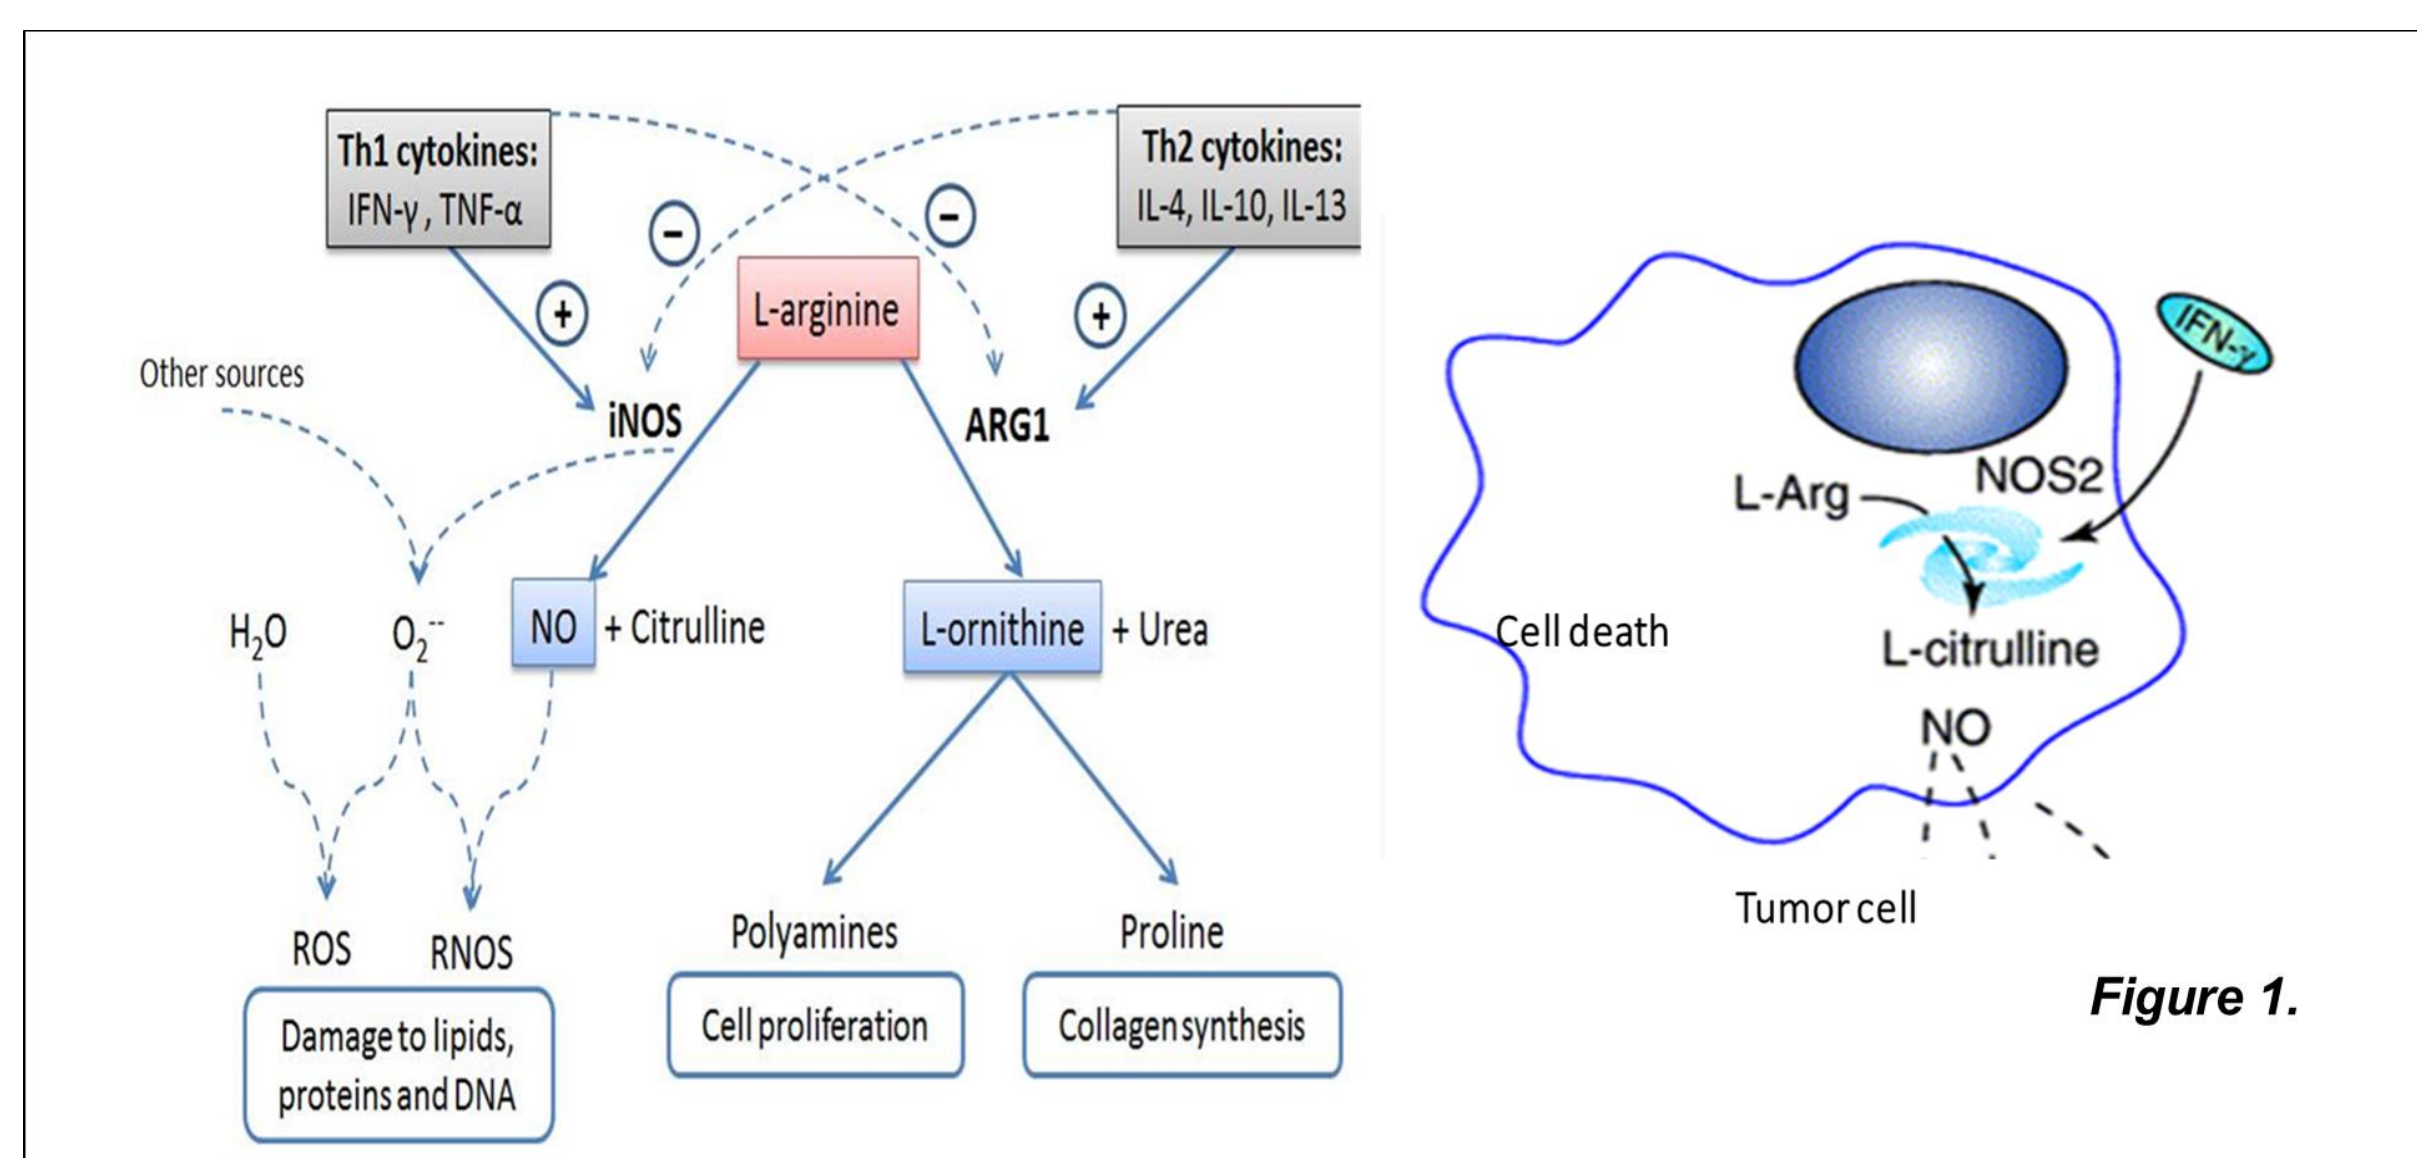 Th1 cytokines:
IFN-γ , TNF-α
Th2 cytokines:
IL-4, IL-10, IL-13
−
−
+
+
L-arginine
Other sources
iNOS
ARG1
H₂O
O₂--
NO + Citrulline
L-ornithine + Urea
ROS
RNOS
Polyamines
Proline
Damage to lipids,
proteins and DNA
Cell proliferation
Collagen synthesis
IFN-γ
NOS2
L-Arg
Cell death
L-citrulline
NO
Tumor cell
Figure 1.